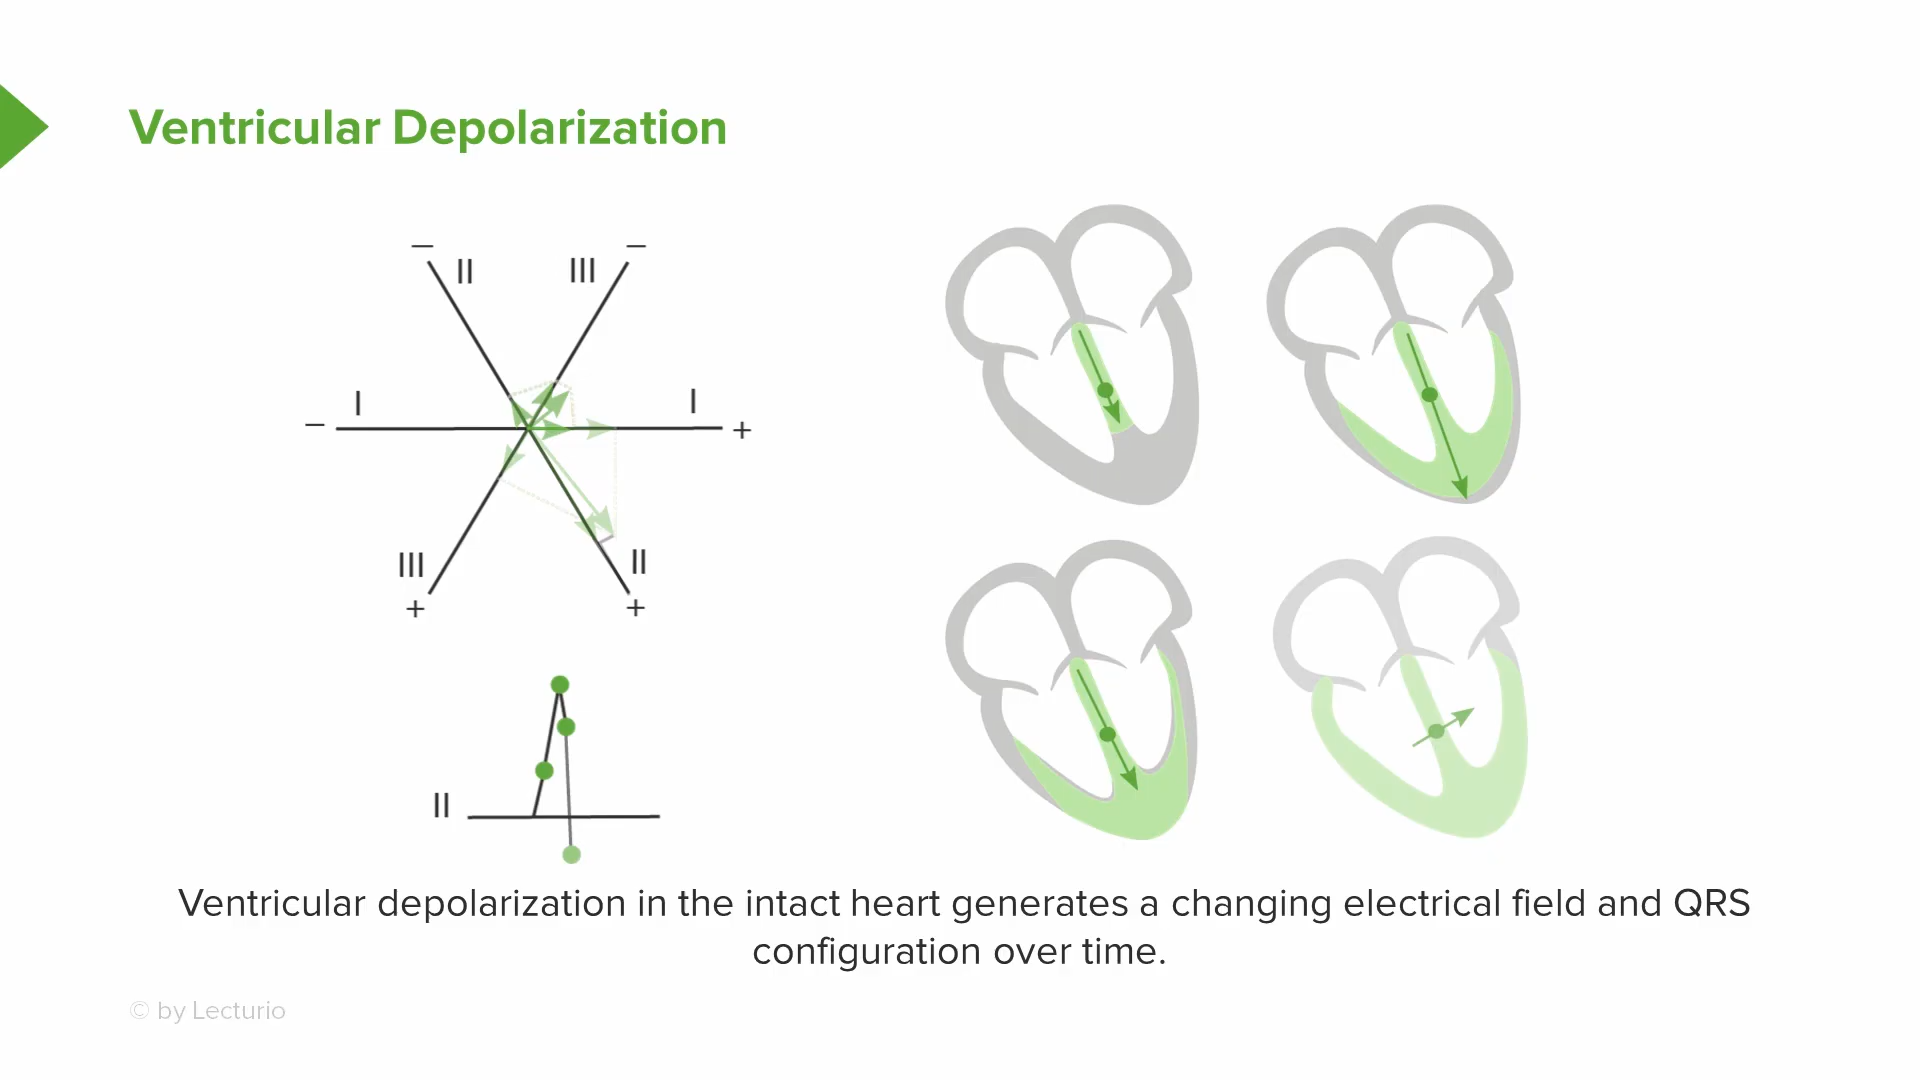 Ventricular Depolarization
– –
II III
I I
– +
III II
+ +
II
Ventricular depolarization in the intact heart generates a changing electrical field and QRS
configuration over time.
© by Lecturio